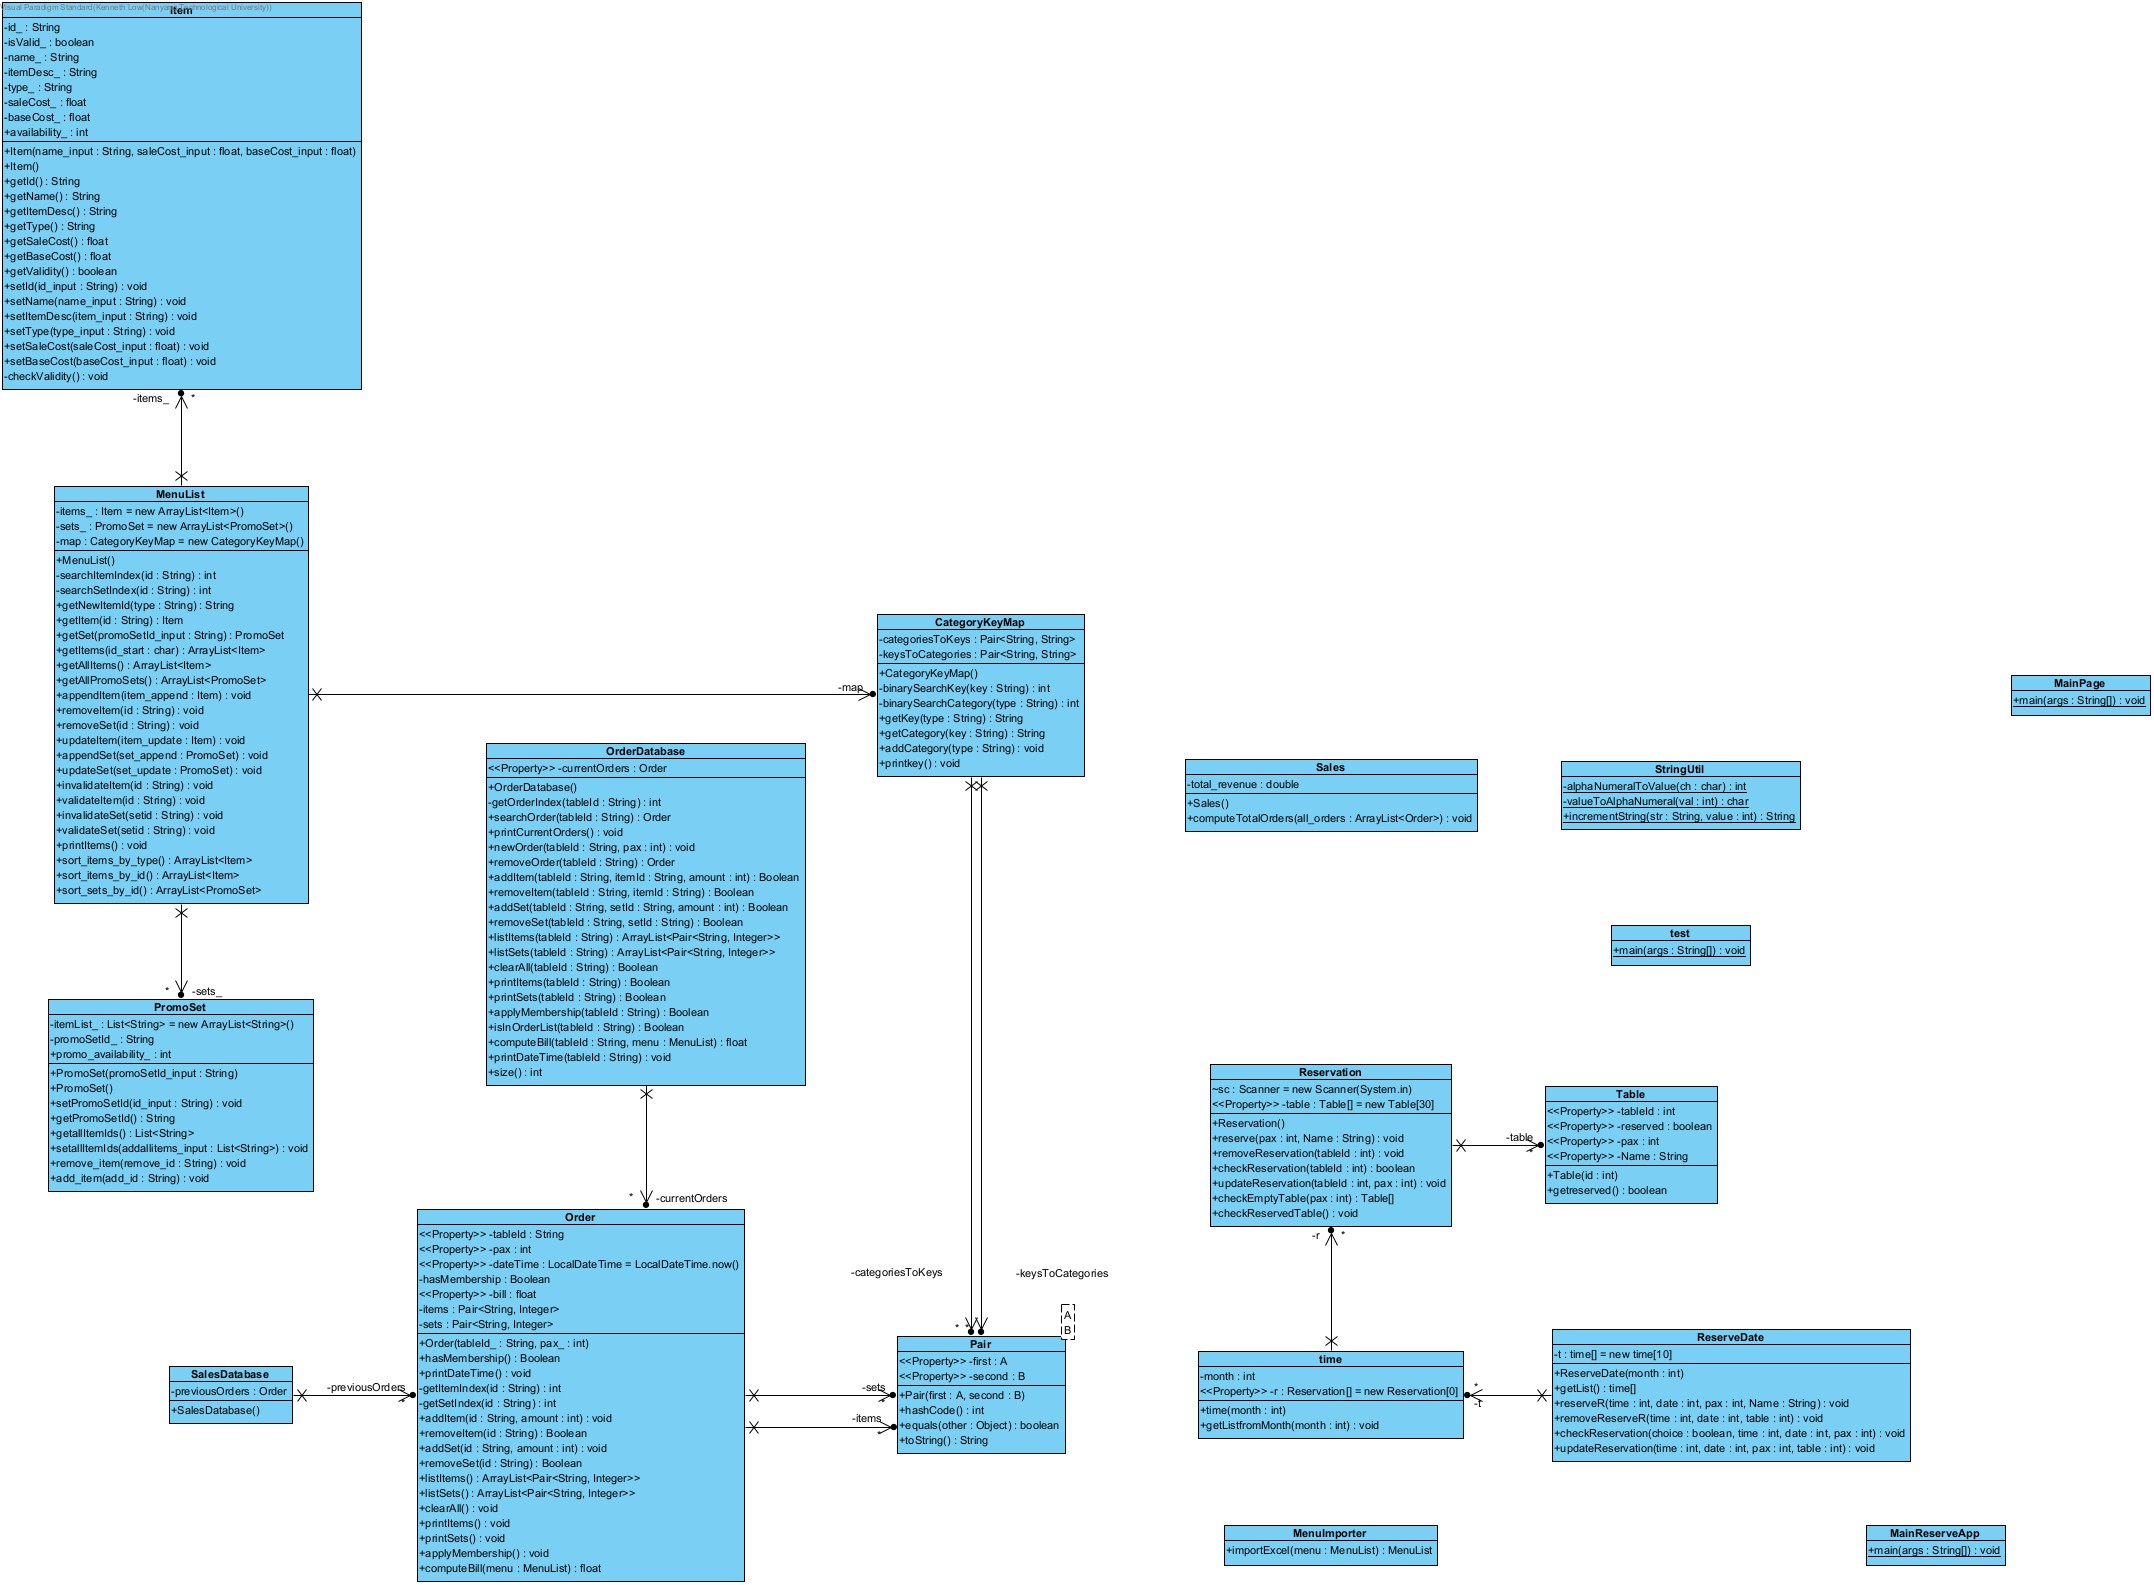 Visual Paradigm Standard(Kenneth Low(Nanyang Technological University))
Item
-id_ : String
-isValid_ : boolean
-name_ : String
-itemDesc_ : String
-type_ : String
-saleCost_ : float
-baseCost_ : float
+availability_ : int
+Item(name_input : String, saleCost_input : float, baseCost_input : float)
+Item()
+getId() : String
+getName() : String
+getItemDesc() : String
+getType() : String
+getSaleCost() : float
+getBaseCost() : float
+getValidity() : boolean
+setId(id_input : String) : void
+setName(name_input : String) : void
+setItemDesc(item_input : String) : void
+setType(type_input : String) : void
+setSaleCost(saleCost_input : float) : void
+setBaseCost(baseCost_input : float) : void
-checkValidity() : void
-items_ *
MenuList
-items_ : Item = new ArrayList<Item>()
-sets_ : PromoSet = new ArrayList<PromoSet>()
-map : CategoryKeyMap = new CategoryKeyMap()
+MenuList()
-searchItemIndex(id : String) : int
-searchSetIndex(id : String) : int
+getNewItemId(type : String) : String
+getItem(id : String) : Item
+getSet(promoSetId_input : String) : PromoSet
+getItems(id_start : char) : ArrayList<Item>
+getAllItems() : ArrayList<Item>
+getAllPromoSets() : ArrayList<PromoSet>
+appendItem(item_append : Item) : void
+removeItem(id : String) : void
+removeSet(id : String) : void
+updateItem(item_update : Item) : void
+appendSet(set_append : PromoSet) : void
+updateSet(set_update : PromoSet) : void
+invalidateItem(id : String) : void
+validateItem(id : String) : void
+invalidateSet(setid : String) : void
+validateSet(setid : String) : void
+printItems() : void
+sort_items_by_type() : ArrayList<Item>
+sort_items_by_id() : ArrayList<Item>
+sort_sets_by_id() : ArrayList<PromoSet>
* -sets_
PromoSet
-itemList_ : List<String> = new ArrayList<String>()
-promoSetId_ : String
+promo_availability_ : int
+PromoSet(promoSetId_input : String)
+PromoSet()
+setPromoSetId(id_input : String) : void
+getPromoSetId() : String
+getallItemIds() : List<String>
+setallItemIds(addallitems_input : List<String>) : void
+remove_item(remove_id : String) : void
+add_item(add_id : String) : void
-map
CategoryKeyMap
-categoriesToKeys : Pair<String, String>
-keysToCategories : Pair<String, String>
+CategoryKeyMap()
-binarySearchKey(key : String) : int
-binarySearchCategory(type : String) : int
+getKey(type : String) : String
+getCategory(key : String) : String
+addCategory(type : String) : void
+printkey() : void
OrderDatabase
<<Property>> -currentOrders : Order
+OrderDatabase()
-getOrderIndex(tableId : String) : int
+searchOrder(tableId : String) : Order
+printCurrentOrders() : void
+newOrder(tableId : String, pax : int) : void
+removeOrder(tableId : String) : Order
+addItem(tableId : String, itemId : String, amount : int) : Boolean
+removeItem(tableId : String, itemId : String) : Boolean
+addSet(tableId : String, setId : String, amount : int) : Boolean
+removeSet(tableId : String, setId : String) : Boolean
+listItems(tableId : String) : ArrayList<Pair<String, Integer>>
+listSets(tableId : String) : ArrayList<Pair<String, Integer>>
+clearAll(tableId : String) : Boolean
+printItems(tableId : String) : Boolean
+printSets(tableId : String) : Boolean
+applyMembership(tableId : String) : Boolean
+isInOrderList(tableId : String) : Boolean
+computeBill(tableId : String, menu : MenuList) : float
+printDateTime(tableId : String) : void
+size() : int
* -currentOrders
Order
<<Property>> -tableId : String
<<Property>> -pax : int
<<Property>> -dateTime : LocalDateTime = LocalDateTime.now()
-hasMembership : Boolean
<<Property>> -bill : float
-items : Pair<String, Integer>
-sets : Pair<String, Integer>
+Order(tableId_ : String, pax_ : int)
+hasMembership() : Boolean
+printDateTime() : void
-getItemIndex(id : String) : int
-getSetIndex(id : String) : int
+addItem(id : String, amount : int) : void
+removeItem(id : String) : Boolean
+addSet(id : String, amount : int) : void
+removeSet(id : String) : Boolean
+listItems() : ArrayList<Pair<String, Integer>>
+listSets() : ArrayList<Pair<String, Integer>>
+clearAll() : void
+printItems() : void
+printSets() : void
+applyMembership() : void
+computeBill(menu : MenuList) : float
SalesDatabase
-previousOrders : Order
+SalesDatabase()
-previousOrders
*
-categoriesToKeys
-keysToCategories
* *
A
B
Pair
<<Property>> -first : A
<<Property>> -second : B
+Pair(first : A, second : B)
+hashCode() : int
+equals(other : Object) : boolean
+toString() : String
-sets
*
-items
*
Sales
-total_revenue : double
+Sales()
+computeTotalOrders(all_orders : ArrayList<Order>) : void
StringUtil
-alphaNumeralToValue(ch : char) : int
-valueToAlphaNumeral(val : int) : char
+incrementString(str : String, value : int) : String
MainPage
+main(args : String[]) : void
test
+main(args : String[]) : void
Reservation
~sc : Scanner = new Scanner(System.in)
<<Property>> -table : Table[] = new Table[30]
+Reservation()
+reserve(pax : int, Name : String) : void
+removeReservation(tableId : int) : void
+checkReservation(tableId : int) : boolean
+updateReservation(tableId : int, pax : int) : void
+checkEmptyTable(pax : int) : Table[]
+checkReservedTable() : void
-table
*
Table
<<Property>> -tableId : int
<<Property>> -reserved : boolean
<<Property>> -pax : int
<<Property>> -Name : String
+Table(id : int)
+getreserved() : boolean
-r *
time
-month : int
<<Property>> -r : Reservation[] = new Reservation[0]
+time(month : int)
+getListfromMonth(month : int) : void
*
-t
ReserveDate
-t : time[] = new time[10]
+ReserveDate(month : int)
+getList() : time[]
+reserveR(time : int, date : int, pax : int, Name : String) : void
+removeReserveR(time : int, date : int, table : int) : void
+checkReservation(choice : boolean, time : int, date : int, pax : int) : void
+updateReservation(time : int, date : int, pax : int, table : int) : void
MenuImporter
+importExcel(menu : MenuList) : MenuList
MainReserveApp
+main(args : String[]) : void